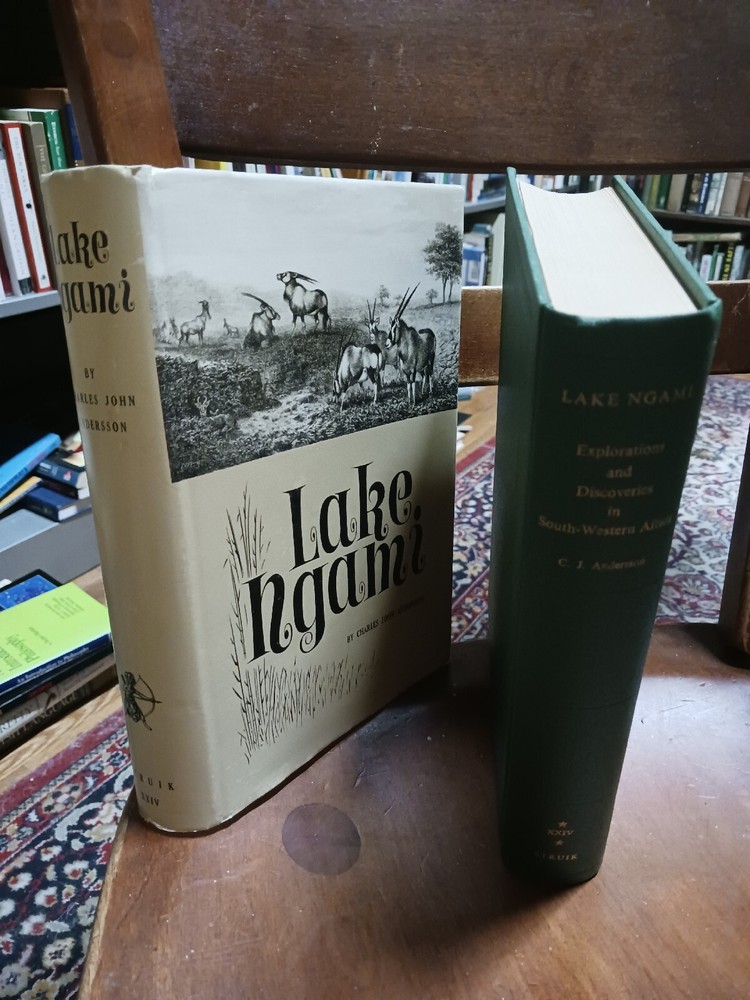 Lake
Ngami
BY
CHARLES JOHN
ANDERSSON
STRUIK
XXIV
Lake
Ngami
BY CHARLES JOHN
LAKE NGAMI
Explorations
and
Discoveries
in
South-Western Africa
C. J. Andersson
XXIV
STRUIK